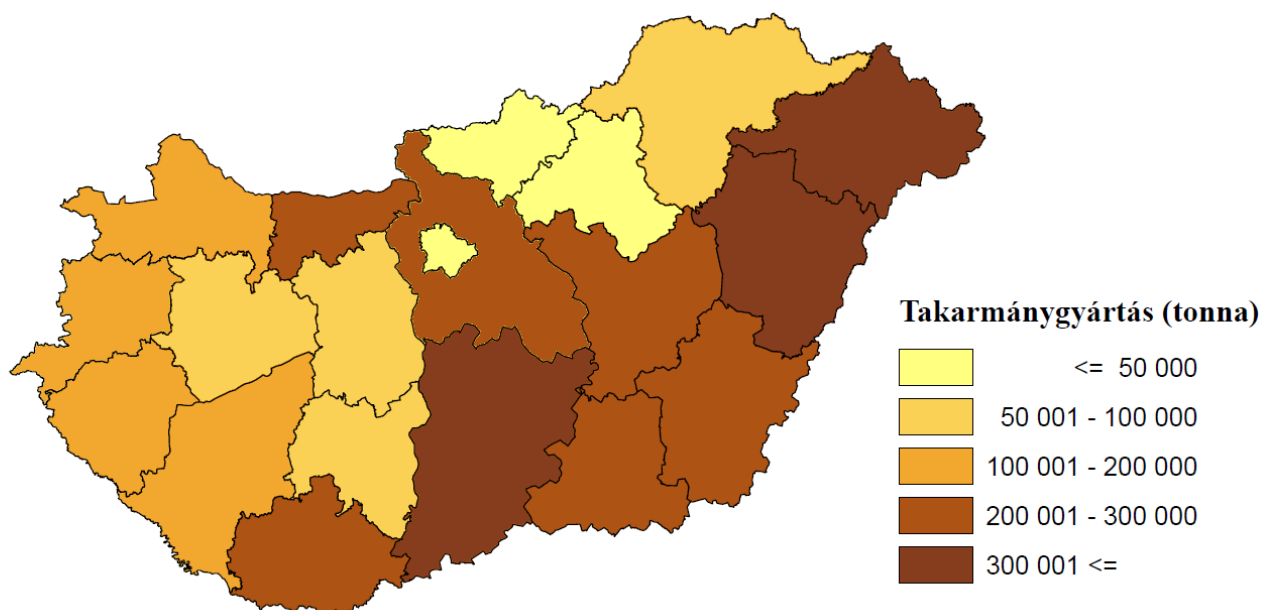 Takarmánygyártás (tonna)
<= 50 000
50 001 - 100 000
100 001 - 200 000
200 001 - 300 000
300 001 <=